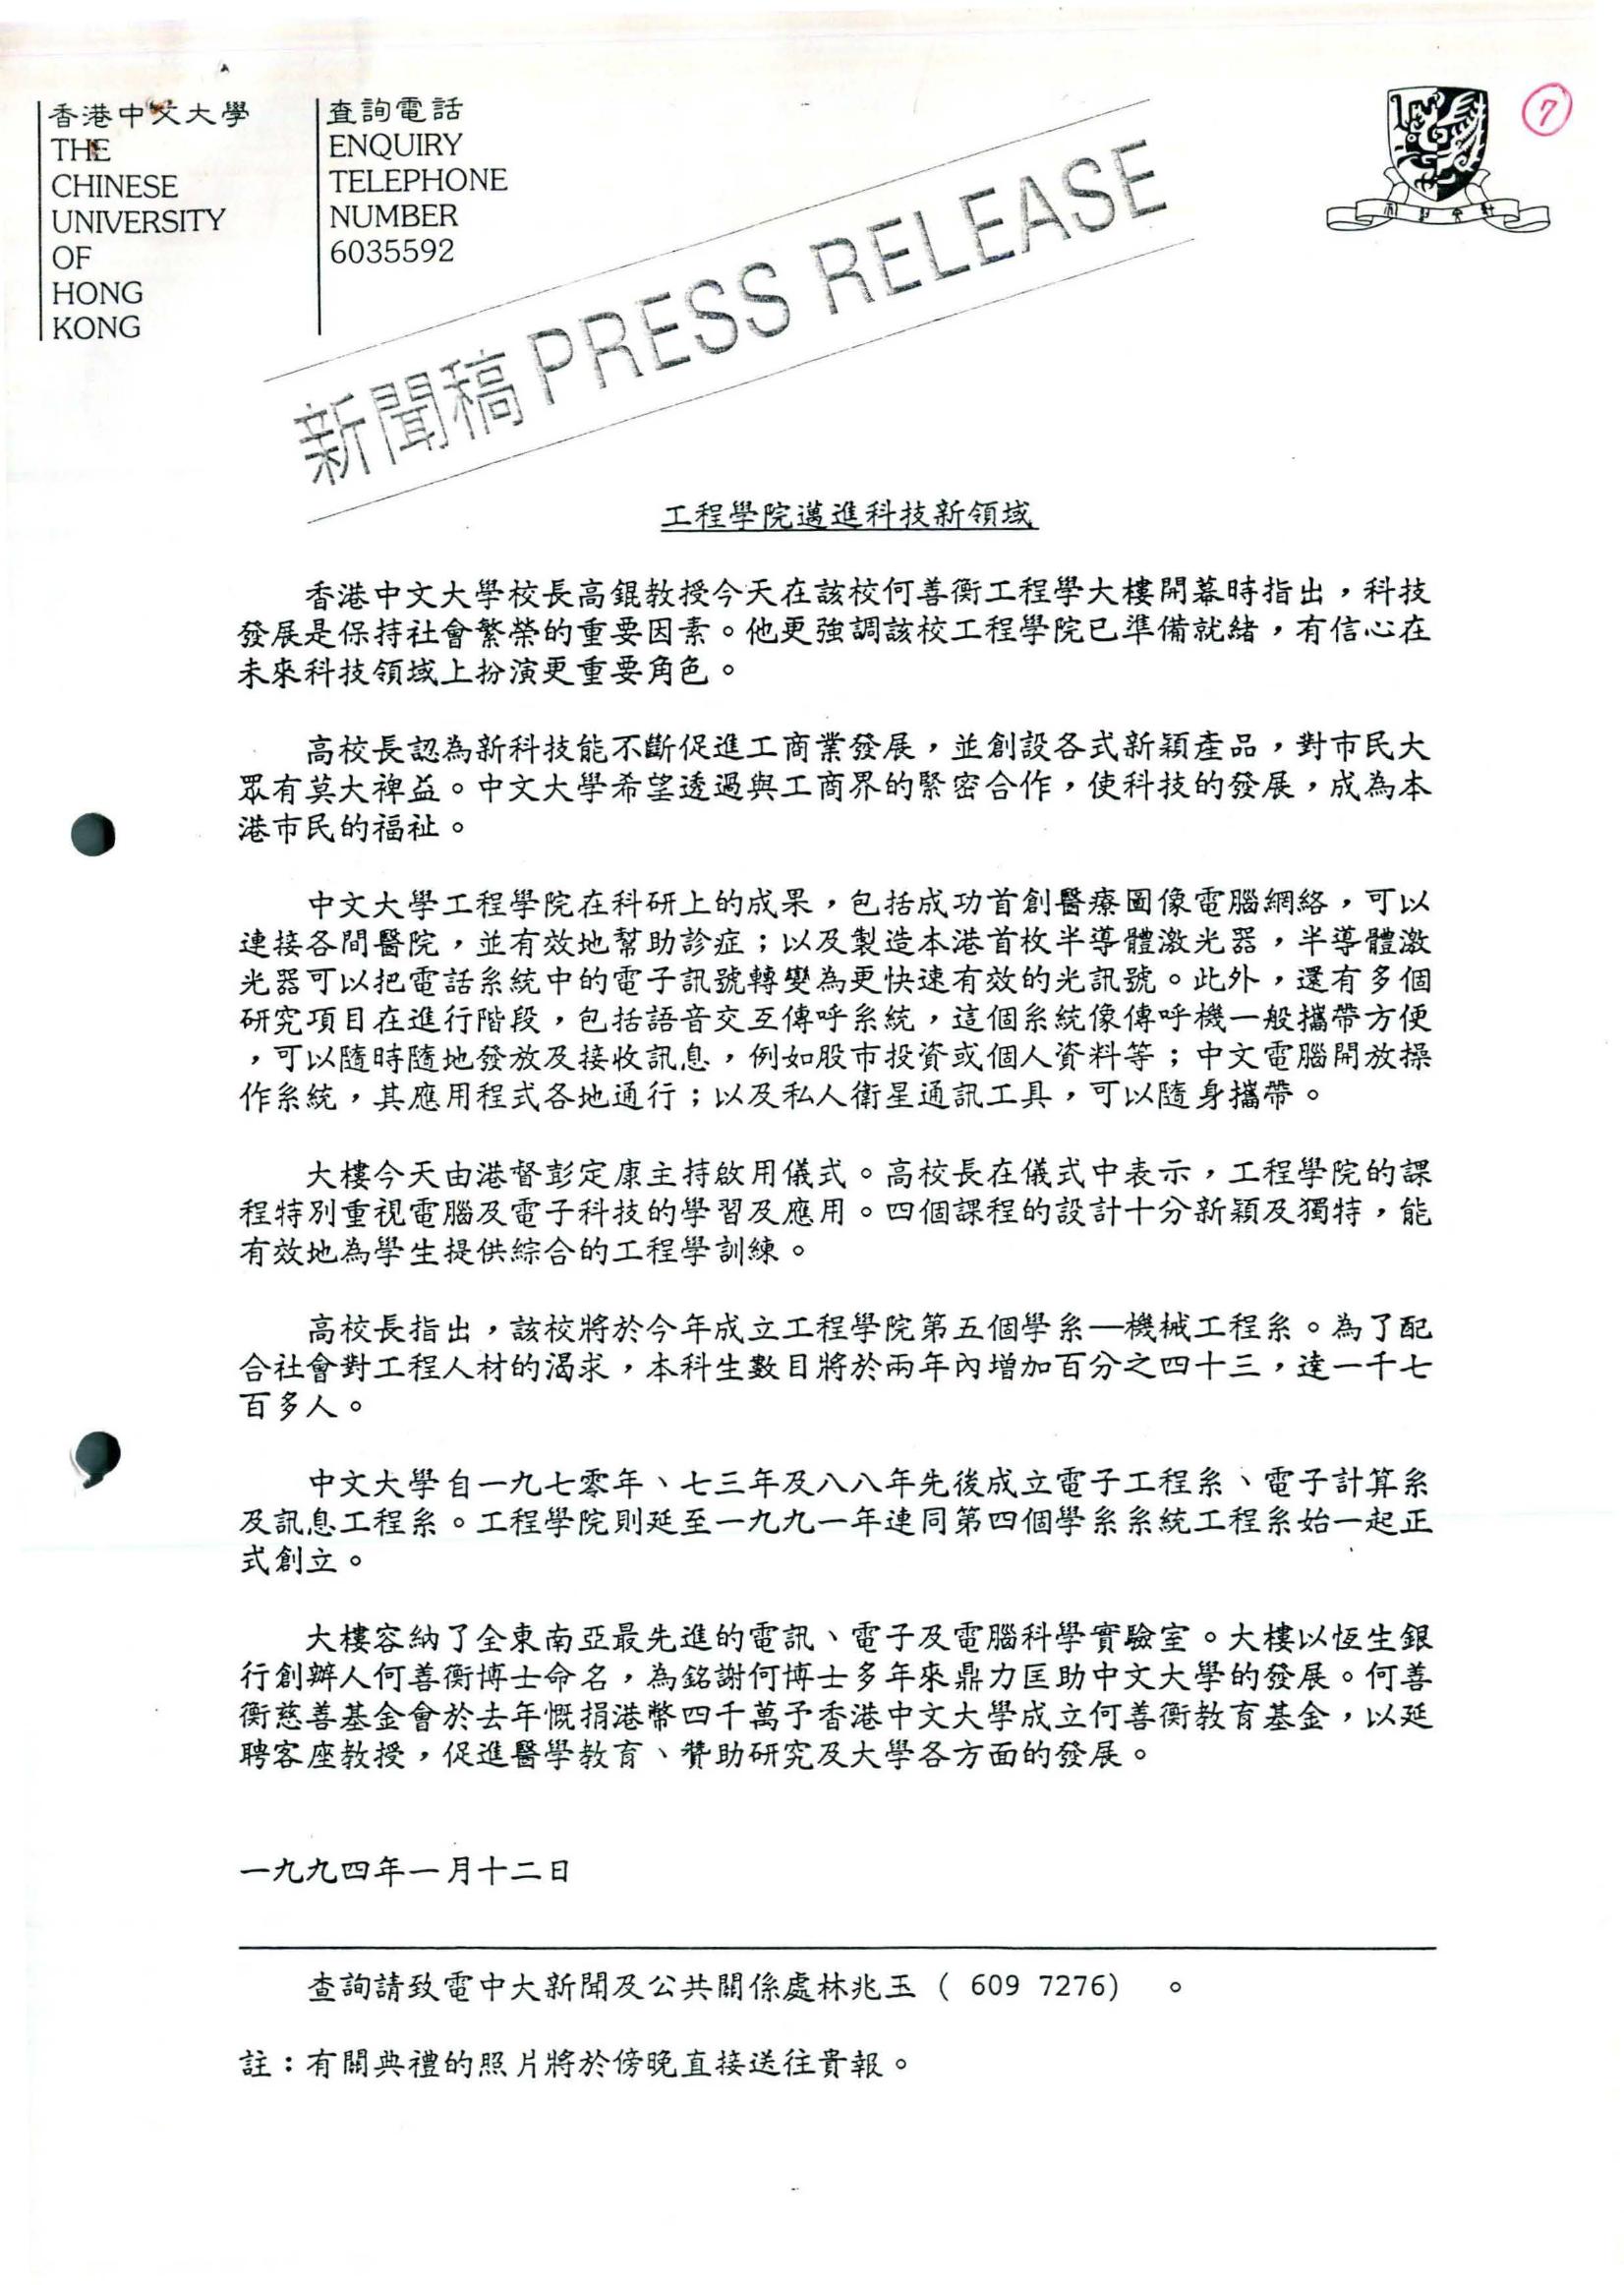 香港中文大學
THE
CHINESE
UNIVERSITY
OF
HONG
KONG
查詢電話
ENQUIRY
TELEPHONE
NUMBER
6035592
7
新聞稿 PRESS RELEASE
工程學院邁進科技新領域
香港中文大學校長高錕教授今天在該校何善衡工程學大樓開幕時指出，科技
發展是保持社會繁榮的重要因素。他更強調該校工程學院已準備就緒，有信心在
未來科技領域上扮演更重要角色。
高校長認為新科技能不斷促進工商業發展，並創設各式新穎產品，對市民大
眾有莫大裨益。中文大學希望透過與工商界的緊密合作，使科技的發展，成為本
港市民的福祉。
中文大學工程學院在科研上的成果，包括成功首創醫療圖像電腦網絡，可以
連接各間醫院，並有效地幫助診症；以及製造本港首枚半導體激光器，半導體激
光器可以把電話系統中的電子訊號轉變為更快速有效的光訊號。此外，還有多個
研究項目在進行階段，包括語音交互傳呼系統，這個系統像傳呼機一般攜帶方便
，可以隨時隨地發放及接收訊息，例如股市投資或個人資料等；中文電腦開放操
作系統，其應用程式各地通行；以及私人衛星通訊工具，可以隨身攜帶。
大樓今天由港督彭定康主持啟用儀式。高校長在儀式中表示，工程學院的課
程特別重視電腦及電子科技的學習及應用。四個課程的設計十分新穎及獨特，能
有效地為學生提供綜合的工程學訓練。
高校長指出，該校將於今年成立工程學院第五個學系—機械工程系。為了配
合社會對工程人材的渴求，本科生數目將於兩年內增加百分之四十三，達一千七
百多人。
中文大學自一九七零年、七三年及八八年先後成立電子工程系、電子計算系
及訊息工程系。工程學院則延至一九九一年連同第四個學系系統工程系始一起正
式創立。
大樓容納了全東南亞最先進的電訊、電子及電腦科學實驗室。大樓以恆生銀
行創辦人何善衡博士命名，為銘謝何博士多年來鼎力匡助中文大學的發展。何善
衡慈善基金會於去年慨捐港幣四千萬予香港中文大學成立何善衡教育基金，以延
聘客座教授，促進醫學教育、贊助研究及大學各方面的發展。
一九九四年一月十二日
查詢請致電中大新聞及公共關係處林兆玉 ( 609 7276) 。
註：有關典禮的照片將於傍晚直接送往貴報。